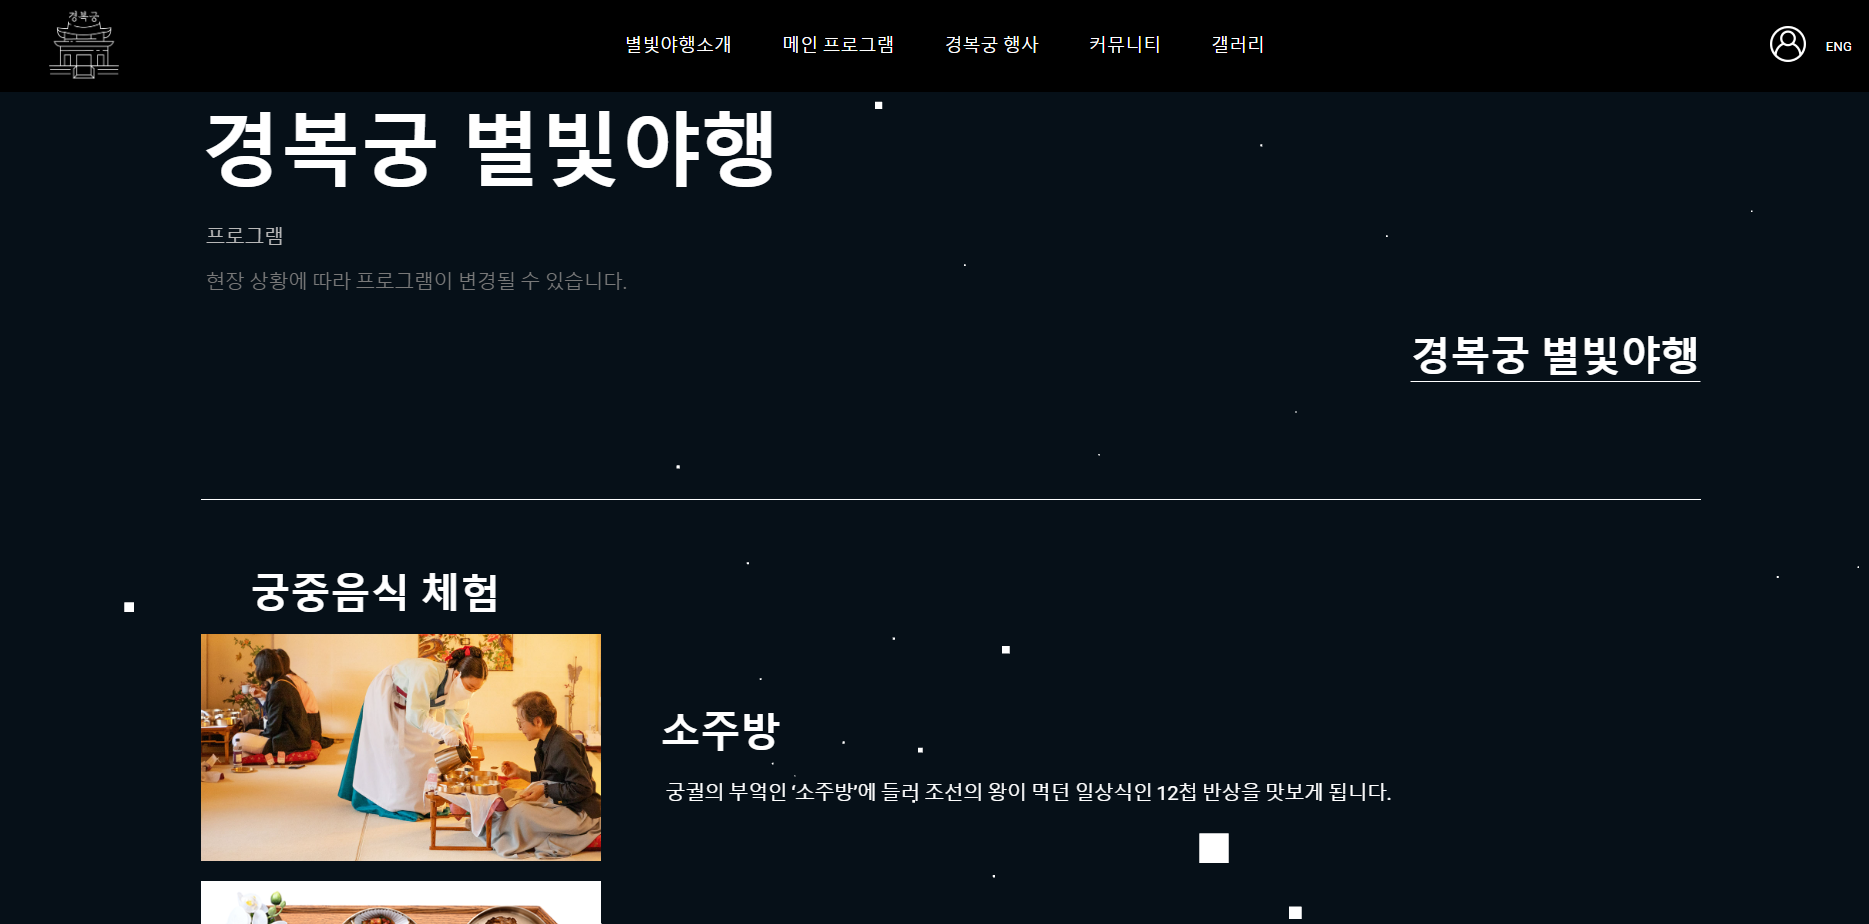 경복궁
별빛야행소개 메인 프로그램 경복궁 행사 커뮤니티 갤러리
ENG
경복궁 별빛야행
프로그램
현장 상황에 따라 프로그램이 변경될 수 있습니다.
경복궁 별빛야행
궁중음식 체험
소주방
궁궐의 부엌인 ‘소주방’에 들러 조선의 왕이 먹던 일상식인 12첩 반상을 맛보게 됩니다.